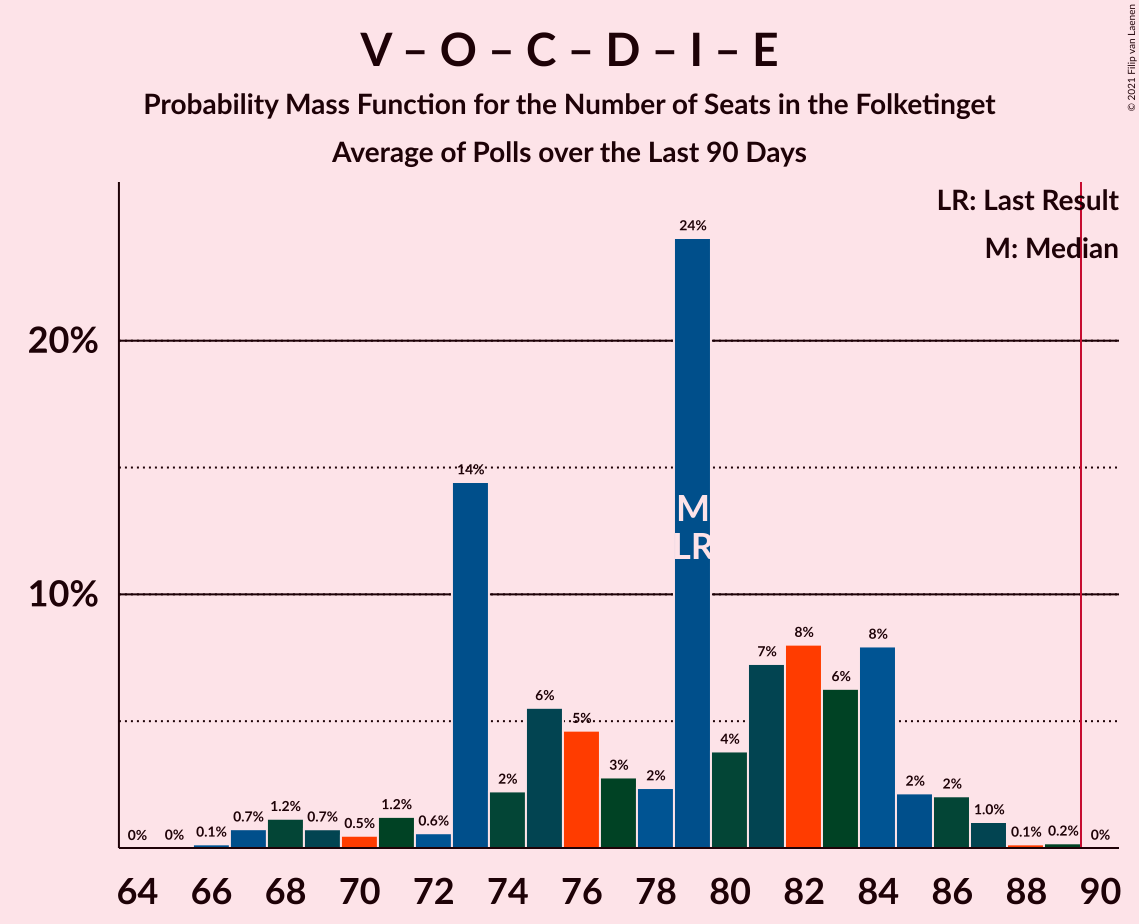 V – O – C – D – I – E
Probability Mass Function for the Number of Seats in the Folketinget
Average of Polls over the Last 90 Days
© 2021 Filip van Laenen
LR: Last Result
M: Median
20%
10%
0% 0% 0.1% 0.7% 1.2% 0.7% 0.5% 1.2% 0.6% 14% 2% 6% 5% 3% 2% 24% 4% 7% 8% 6% 8% 2% 2% 1.0% 0.1% 0.2% 0%
M
LR
64 66 68 70 72 74 76 78 80 82 84 86 88 90